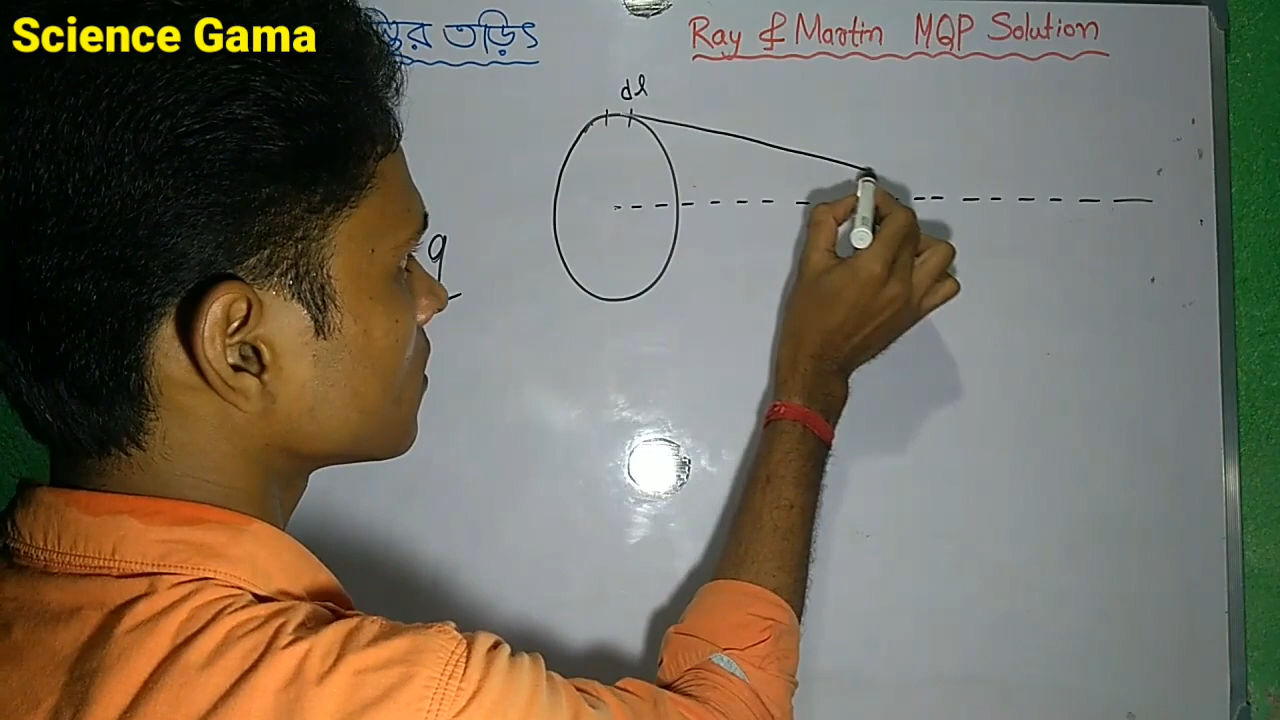 Science Gama
তড়িৎ
Ray & Martin MQP Solution
dl
q